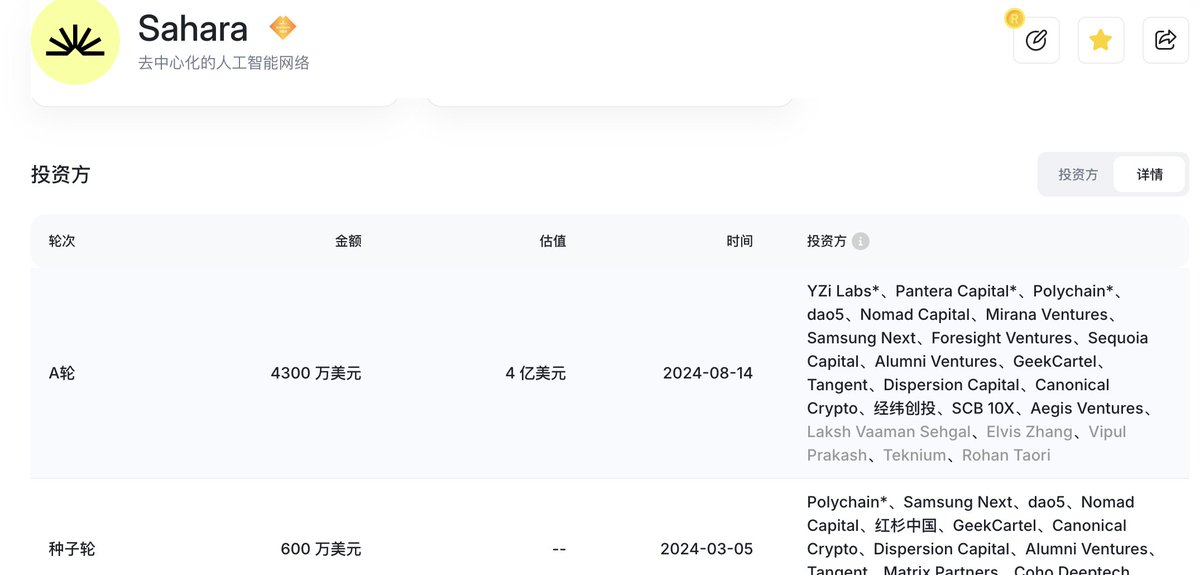 Sahara
去中心化的人工智能网络
R
投资方
投资方 详情
轮次 金额 估值 时间 投资方
YZi Labs*、Pantera Capital*、Polychain*、
dao5、Nomad Capital、Mirana Ventures、
Samsung Next、Foresight Ventures、Sequoia
Capital、Alumni Ventures、GeekCartel、
Tangent、Dispersion Capital、Canonical
A轮 4300 万美元 4 亿美元 2024-08-14
Crypto、经纬创投、SCB 10X、Aegis Ventures、
Laksh Vaaman Sehgal、Elvis Zhang、Vipul
Prakash、Teknium、Rohan Taori
Polychain*、Samsung Next、dao5、Nomad
Capital、红杉中国、GeekCartel、Canonical
种子轮 600 万美元 -- 2024-03-05
Crypto、Dispersion Capital、Alumni Ventures、
Tangent、Matrix Partners、Coho Deeptech